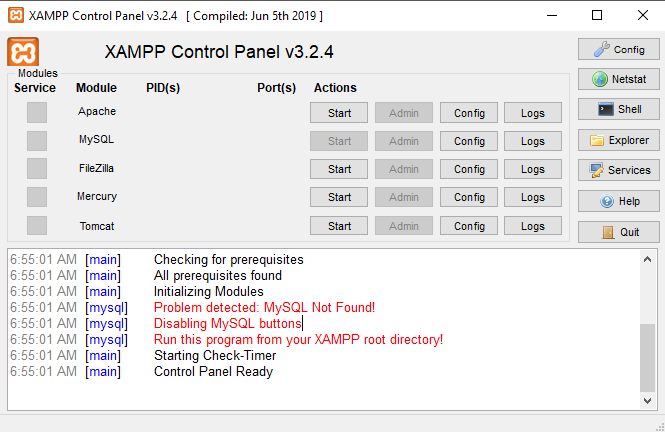 XAMPP Control Panel v3.2.4 [ Compiled: Jun 5th 2019 ]
XAMPP Control Panel v3.2.4
Config
Netstat
Shell
Explorer
Services
Help
Quit
Modules
Service Module PID(s) Port(s) Actions
Apache Start Admin Config Logs
MySQL Start Admin Config Logs
FileZilla Start Admin Config Logs
Mercury Start Admin Config Logs
Tomcat Start Admin Config Logs
6:55:01 AM [main] Checking for prerequisites
6:55:01 AM [main] All prerequisites found
6:55:01 AM [main] Initializing Modules
6:55:01 AM [mysql] Problem detected: MySQL Not Found!
6:55:01 AM [mysql] Disabling MySQL buttons
6:55:01 AM [mysql] Run this program from your XAMPP root directory!
6:55:01 AM [main] Starting Check-Timer
6:55:01 AM [main] Control Panel Ready